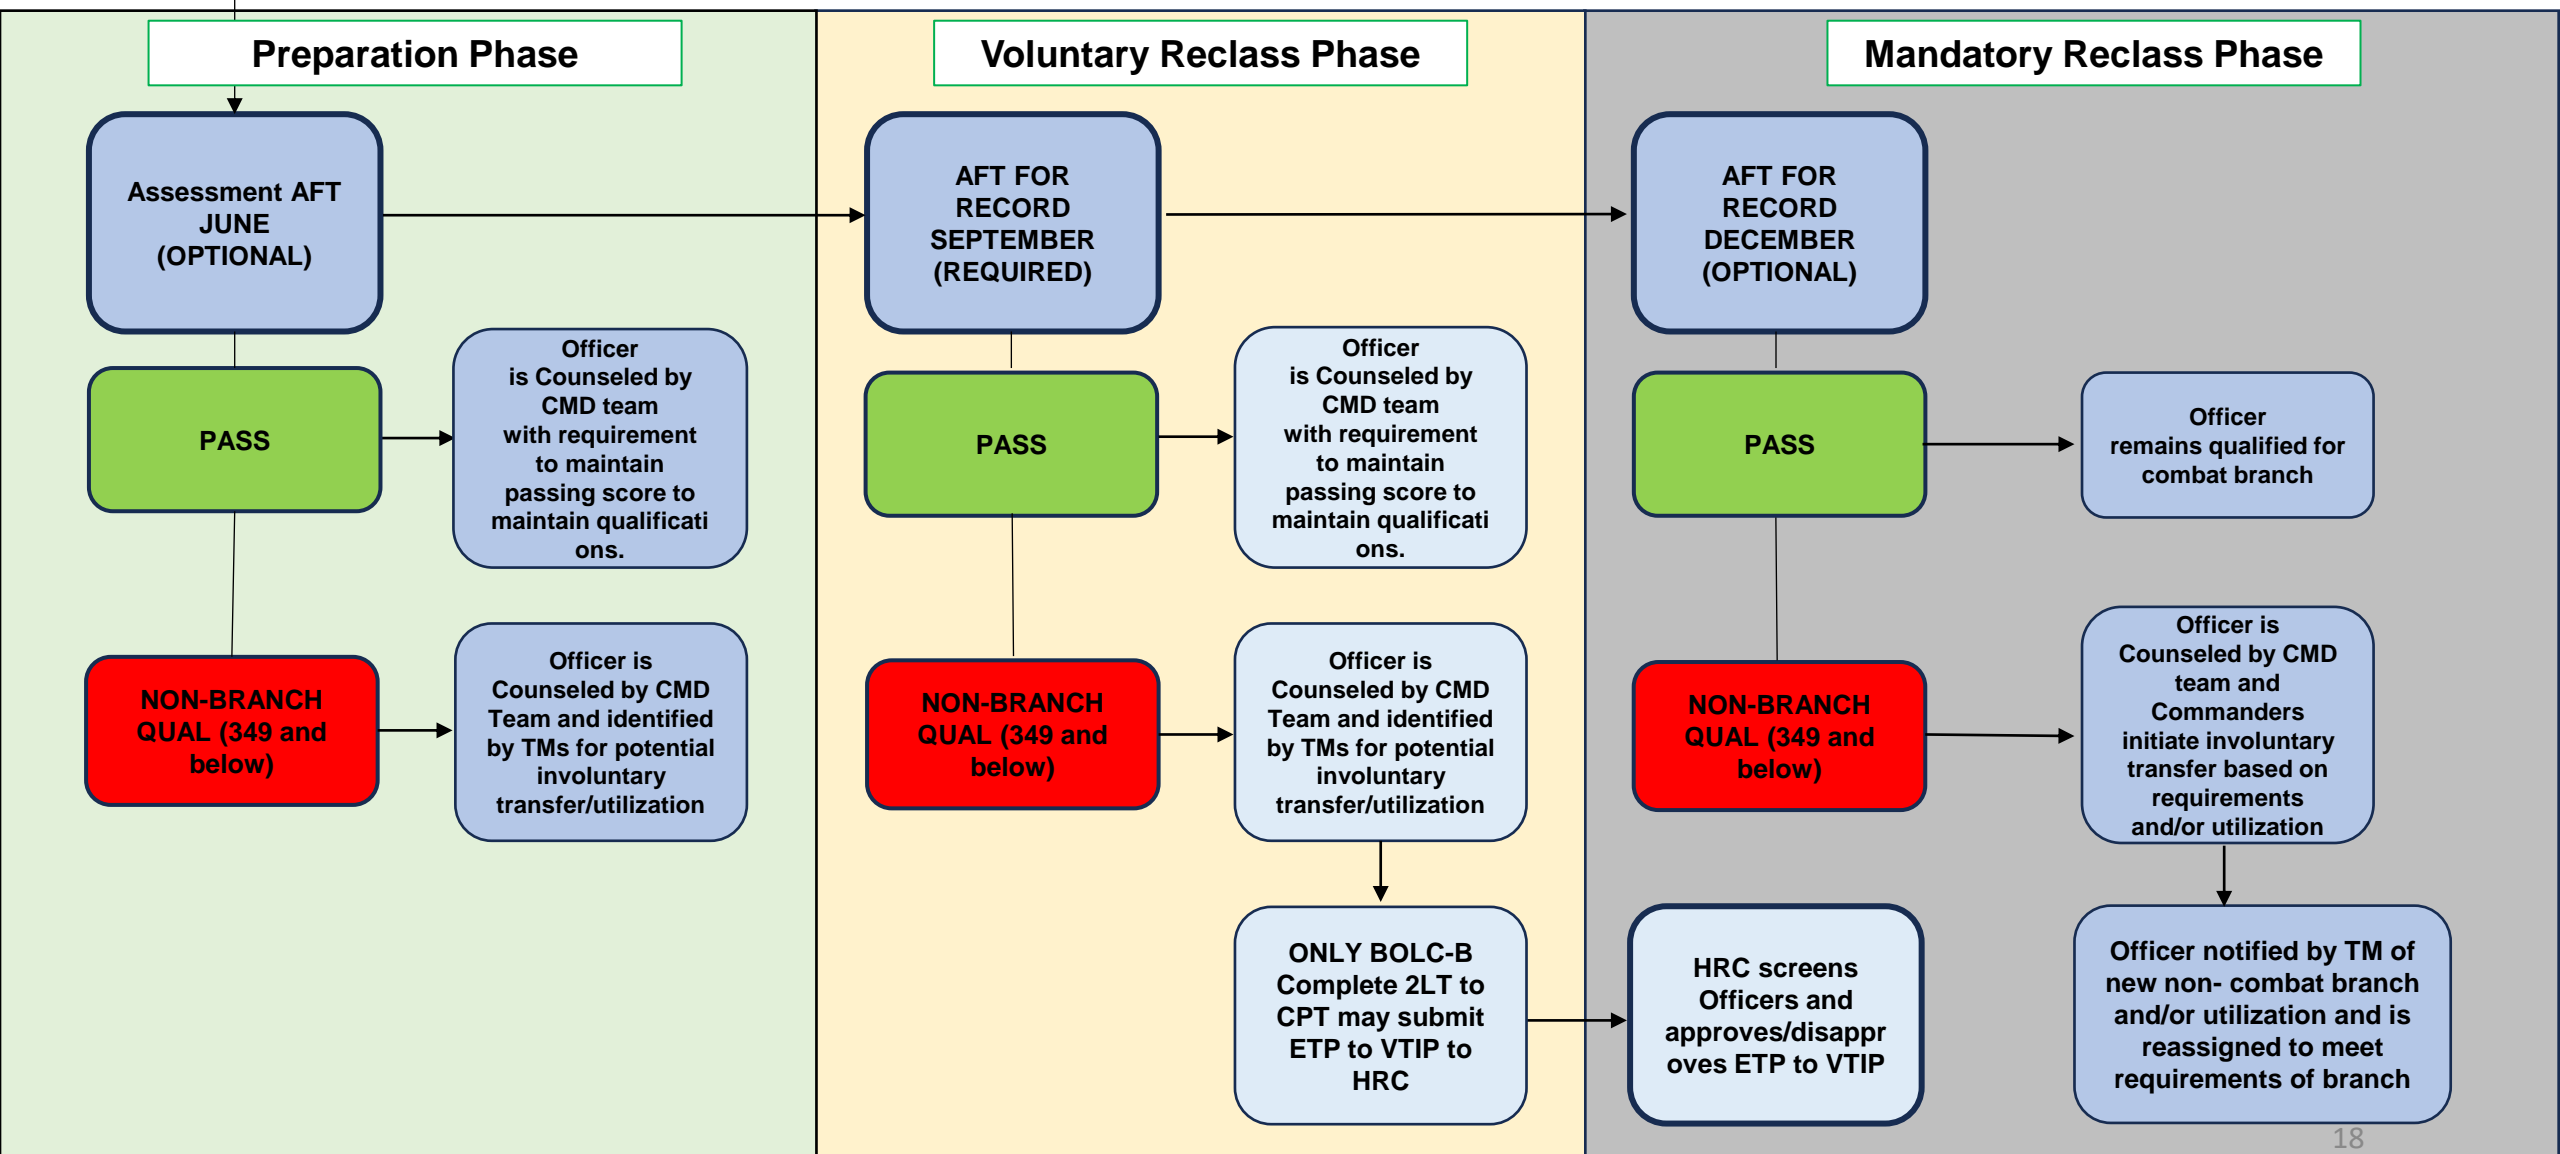 Preparation Phase
Assessment AFT
JUNE
(OPTIONAL)
PASS
Officer
is Counseled by
CMD team
with requirement
to maintain
passing score to
maintain qualificati
ons.
NON-BRANCH
QUAL (349 and
below)
Officer is
Counseled by CMD
Team and identified
by TMs for potential
involuntary
transfer/utilization
Voluntary Reclass Phase
AFT FOR
RECORD
SEPTEMBER
(REQUIRED)
PASS
Officer
is Counseled by
CMD team
with requirement
to maintain
passing score to
maintain qualificati
ons.
NON-BRANCH
QUAL (349 and
below)
Officer is
Counseled by CMD
Team and identified
by TMs for potential
involuntary
transfer/utilization
ONLY BOLC-B
Complete 2LT to
CPT may submit
ETP to VTIP to
HRC
Mandatory Reclass Phase
AFT FOR
RECORD
DECEMBER
(OPTIONAL)
PASS
Officer
remains qualified for
combat branch
NON-BRANCH
QUAL (349 and
below)
Officer is
Counseled by CMD
team and
Commanders
initiate involuntary
transfer based on
requirements
and/or utilization
HRC screens
Officers and
approves/disappr
oves ETP to VTIP
Officer notified by TM of
new non- combat branch
and/or utilization and is
reassigned to meet
requirements of branch
18